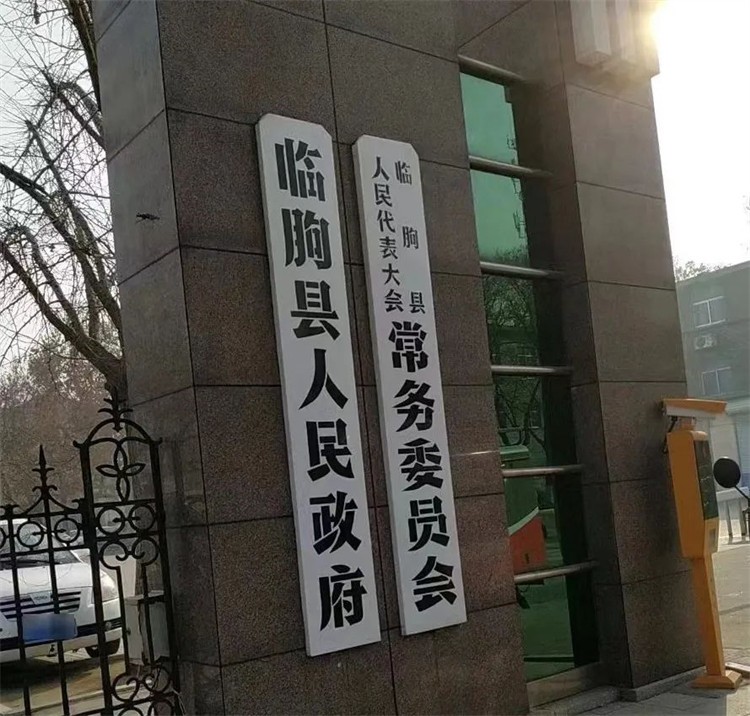 临朐县人民政府
临朐县
人民代表大会
常务委员会